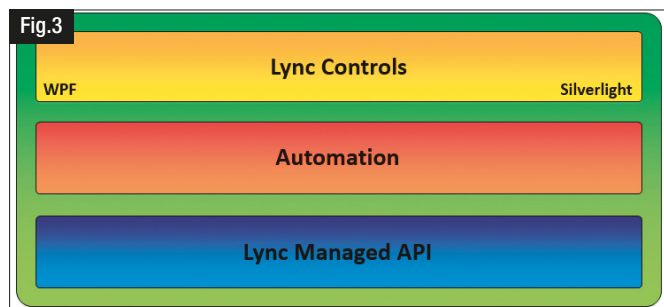 Fig.3
Lync Controls
WPF Silverlight
Automation
Lync Managed API